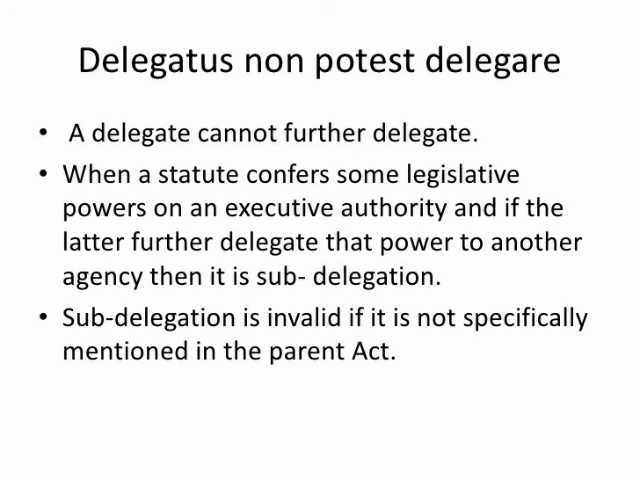 Delegatus non potest delegare
• A delegate cannot further delegate.
• When a statute confers some legislative
powers on an executive authority and if the
latter further delegate that power to another
agency then it is sub- delegation.
• Sub-delegation is invalid if it is not specifically
mentioned in the parent Act.